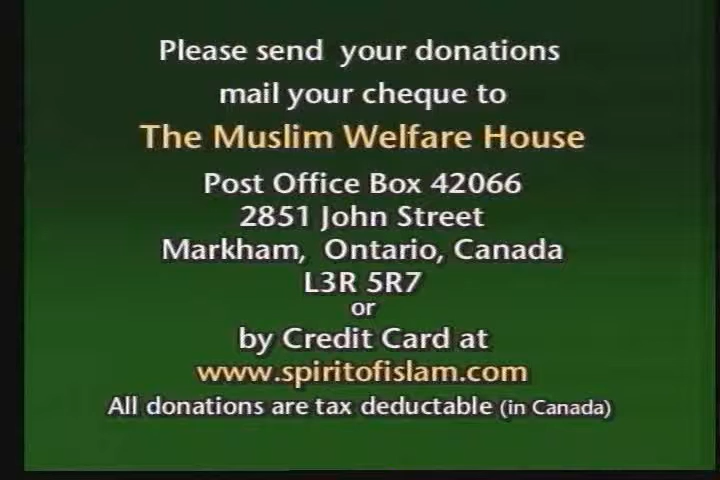 Please send your donations
mail your cheque to
The Muslim Welfare House
Post Office Box 42066
2851 John Street
Markham, Ontario, Canada
L3R 5R7
or
by Credit Card at
www.spiritofislam.com
All donations are tax deductable (in Canada)